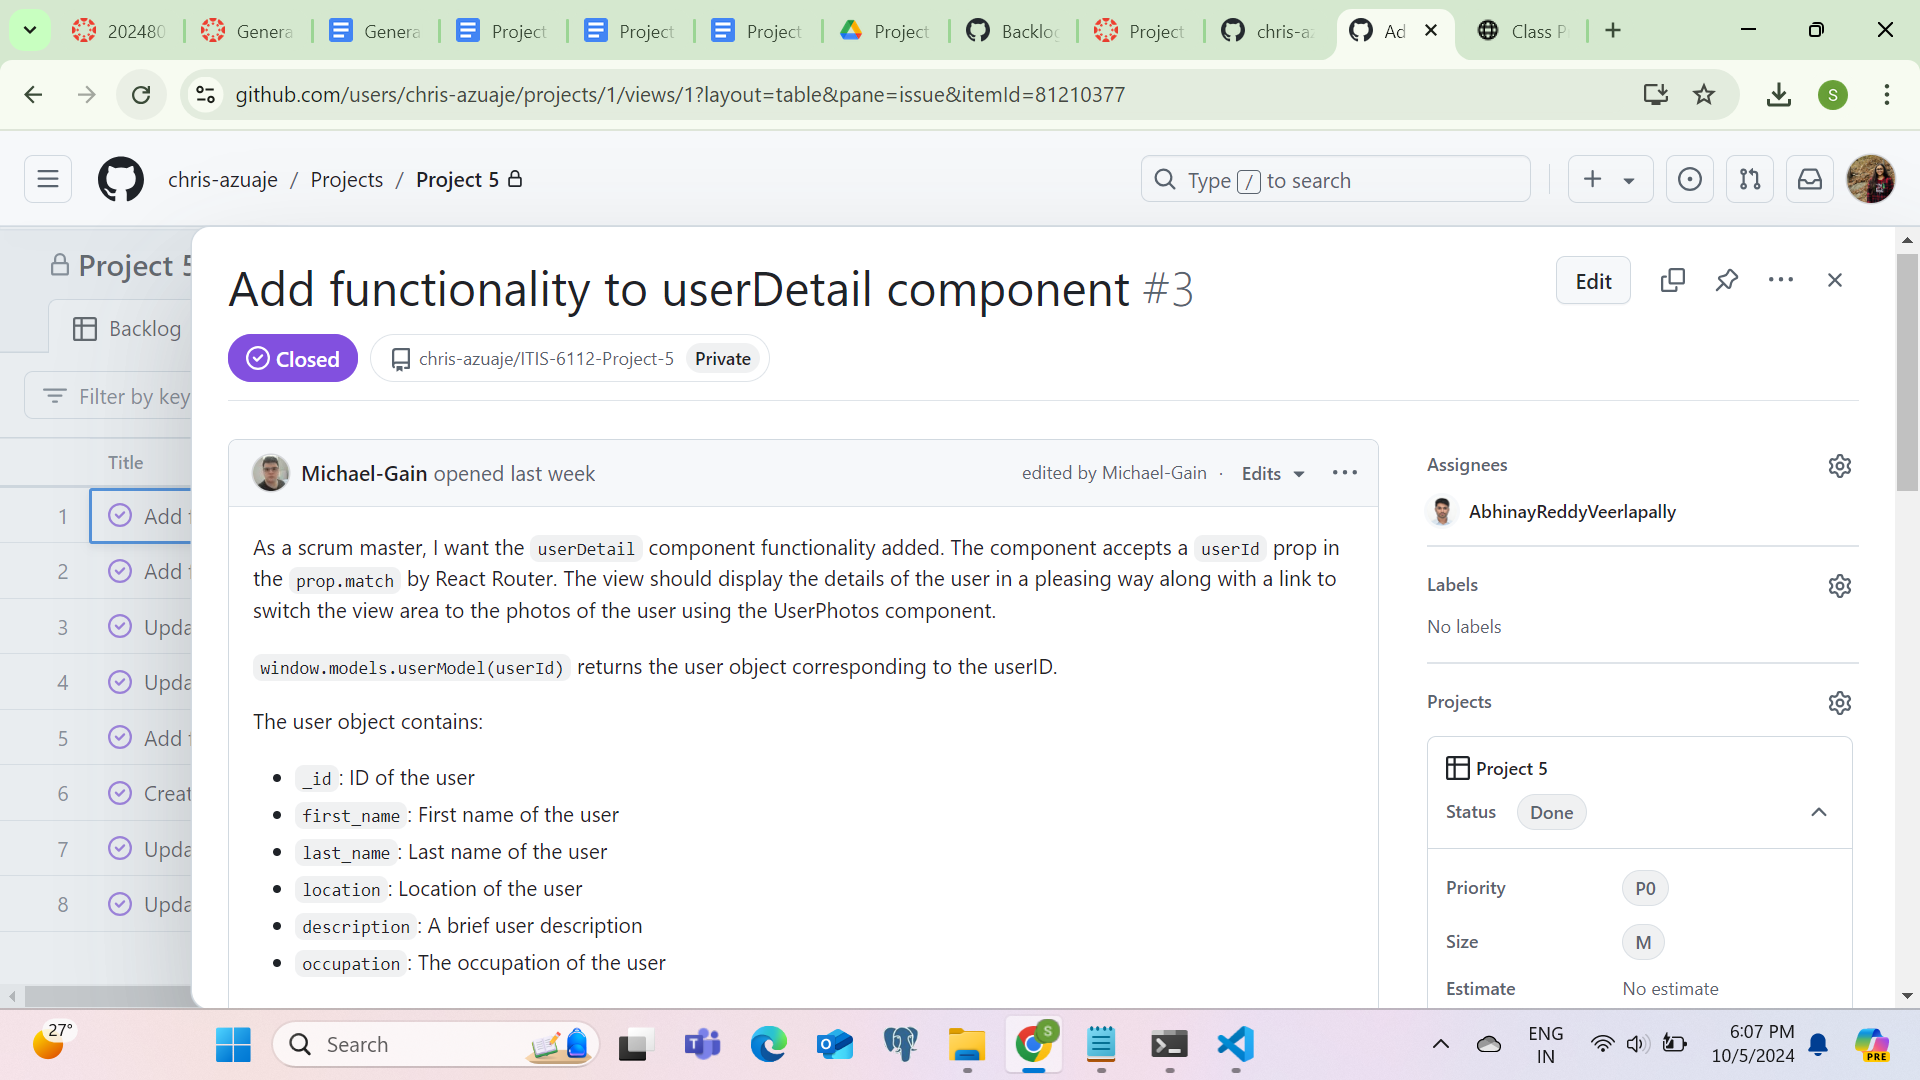 202480
Genera
Genera
Project
Project
Project
Project
Backlog
Project
chris-az
Ad
Class P
github.com/users/chris-azuaje/projects/1/views/1?layout=table&pane=issue&itemId=81210377
S
chris-azuaje / Projects / Project 5
Type / to search
Project 5
Backlog
Filter by key
Title
1 Add f
2 Add f
3 Upda
4 Upda
5 Add f
6 Creat
7 Upda
8 Upda
Add functionality to userDetail component #3
Edit
Closed
chris-azuaje/ITIS-6112-Project-5 Private
Michael-Gain opened last week
edited by Michael-Gain · Edits
As a scrum master, I want the userDetail component functionality added. The component accepts a userId prop in
the prop.match by React Router. The view should display the details of the user in a pleasing way along with a link to
switch the view area to the photos of the user using the UserPhotos component.
window.models.userModel(userId) returns the user object corresponding to the userID.
The user object contains:
• _id: ID of the user
• first_name: First name of the user
• last_name: Last name of the user
• location: Location of the user
• description: A brief user description
• occupation: The occupation of the user
Assignees
AbhinayReddyVeerlapally
Labels
No labels
Projects
Project 5
Status Done
Priority P0
Size M
Estimate No estimate
27°
Search
S
ENG
IN
6:07 PM
10/5/2024
PRE